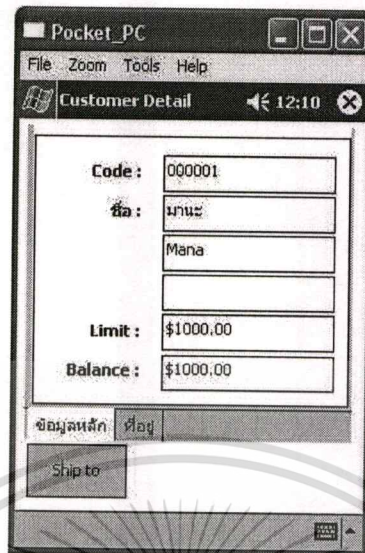 Pocket_PC
File Zoom Tools Help
Customer Detail 12:10
Code : 000001
ชื่อ : มานะ
Mana
Limit : $1000.00
Balance : $1000.00
ข้อมูลหลัก ที่อยู่
Ship to